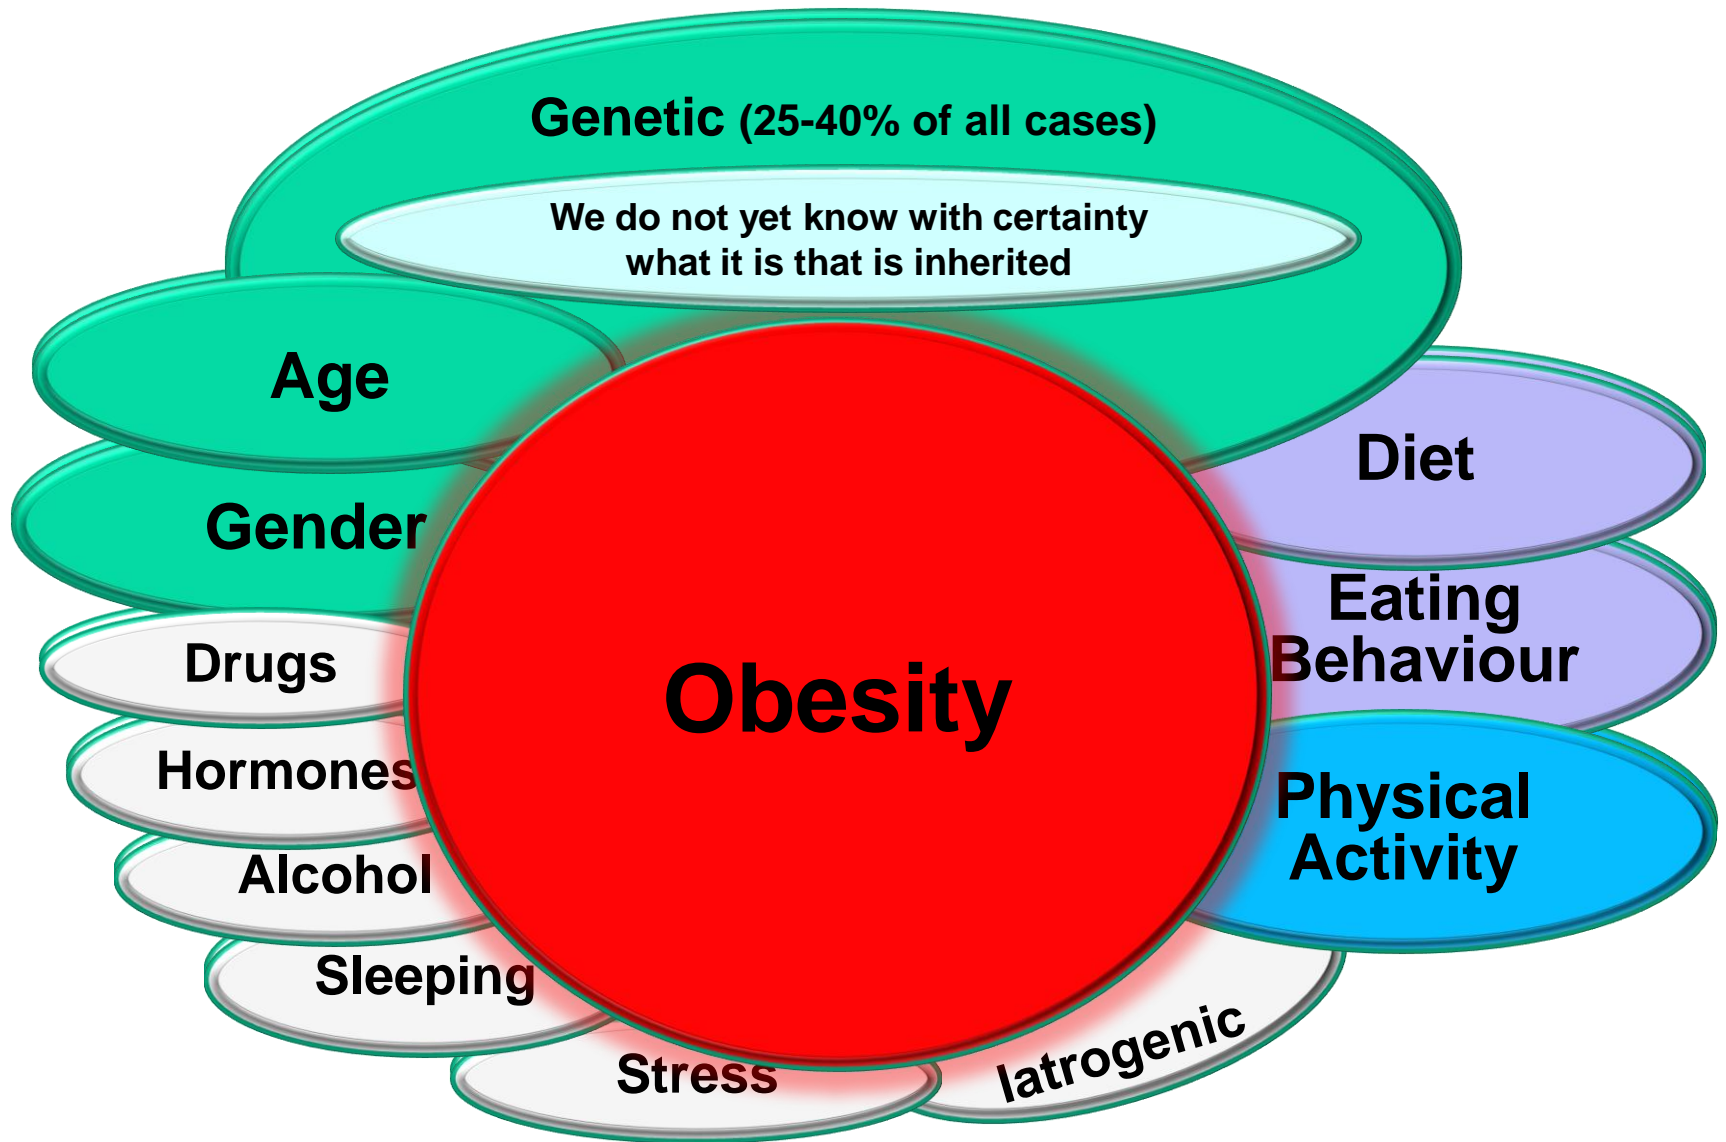 Genetic (25-40% of all cases)
We do not yet know with certainty
what it is that is inherited
Age
Gender
Drugs
Hormones
Alcohol
Sleeping
Stress
Iatrogenic
Obesity
Diet
Eating
Behaviour
Physical
Activity